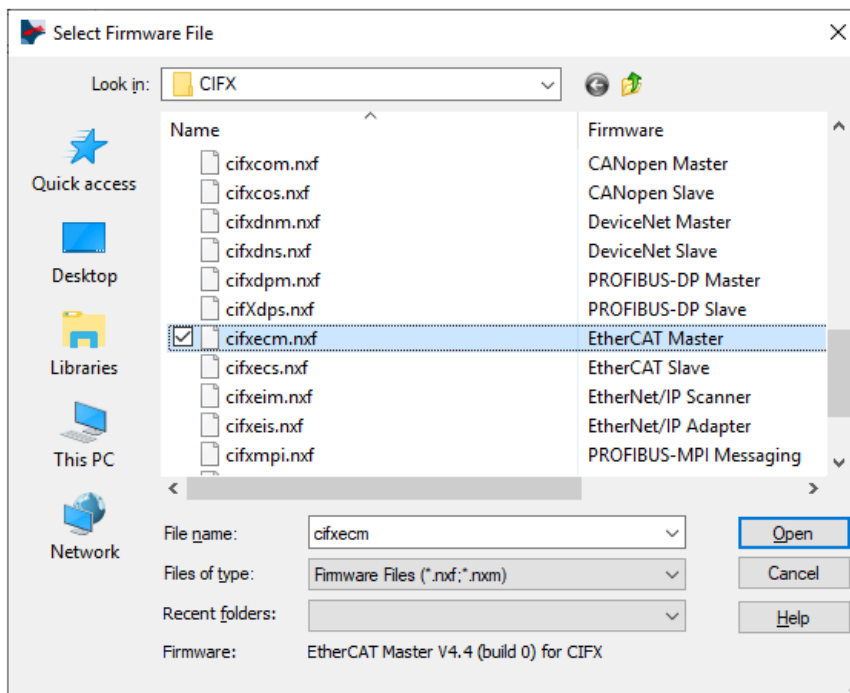 Select Firmware File
Look in: CIFX
Name Firmware
cifxcom.nxf CANopen Master
cifxcos.nxf CANopen Slave
cifxdnm.nxf DeviceNet Master
cifxdns.nxf DeviceNet Slave
cifxdpm.nxf PROFIBUS-DP Master
cifXdps.nxf PROFIBUS-DP Slave
cifxecm.nxf EtherCAT Master
cifxecs.nxf EtherCAT Slave
cifxeim.nxf EtherNet/IP Scanner
cifxeis.nxf EtherNet/IP Adapter
cifxmpi.nxf PROFIBUS-MPI Messaging
Quick access
Desktop
Libraries
This PC
Network
File name: cifxecm Open
Files of type: Firmware Files (*.nxf;*.nxm) Cancel
Recent folders: Help
Firmware: EtherCAT Master V4.4 (build 0) for CIFX